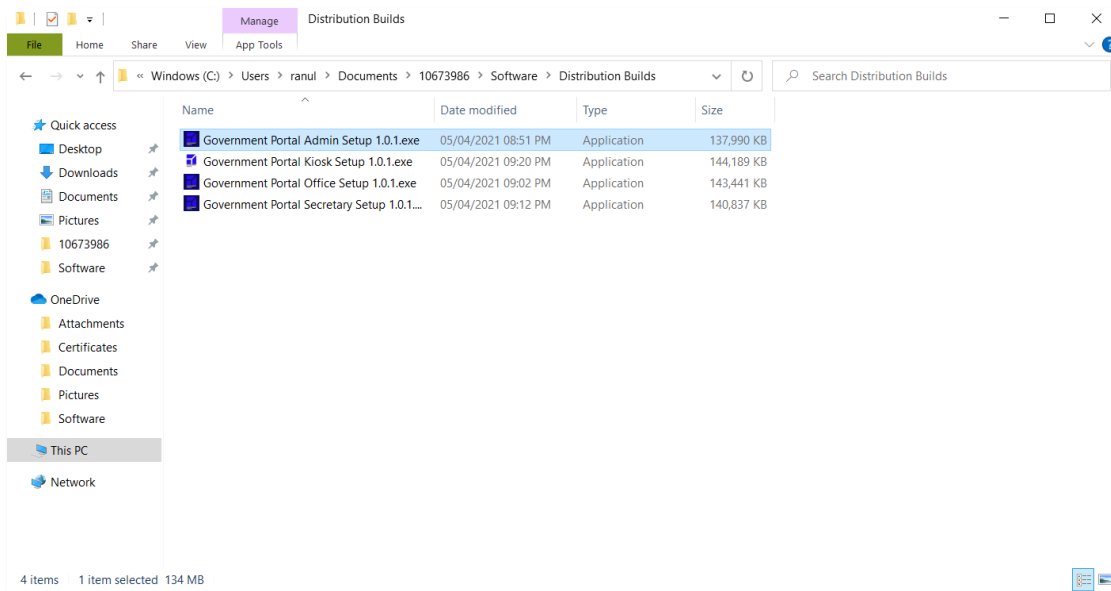 Manage Distribution Builds
File Home Share View App Tools
« Windows (C:) > Users > ranul > Documents > 10673986 > Software > Distribution Builds Search Distribution Builds
Name Date modified Type Size
Quick access
Desktop
Downloads
Documents
Pictures
10673986
Software
OneDrive
Attachments
Certificates
Documents
Pictures
Software
This PC
Network
Government Portal Admin Setup 1.0.1.exe 05/04/2021 08:51 PM Application 137,990 KB
Government Portal Kiosk Setup 1.0.1.exe 05/04/2021 09:20 PM Application 144,189 KB
Government Portal Office Setup 1.0.1.exe 05/04/2021 09:02 PM Application 143,441 KB
Government Portal Secretary Setup 1.0.1.... 05/04/2021 09:12 PM Application 140,837 KB
4 items 1 item selected 134 MB